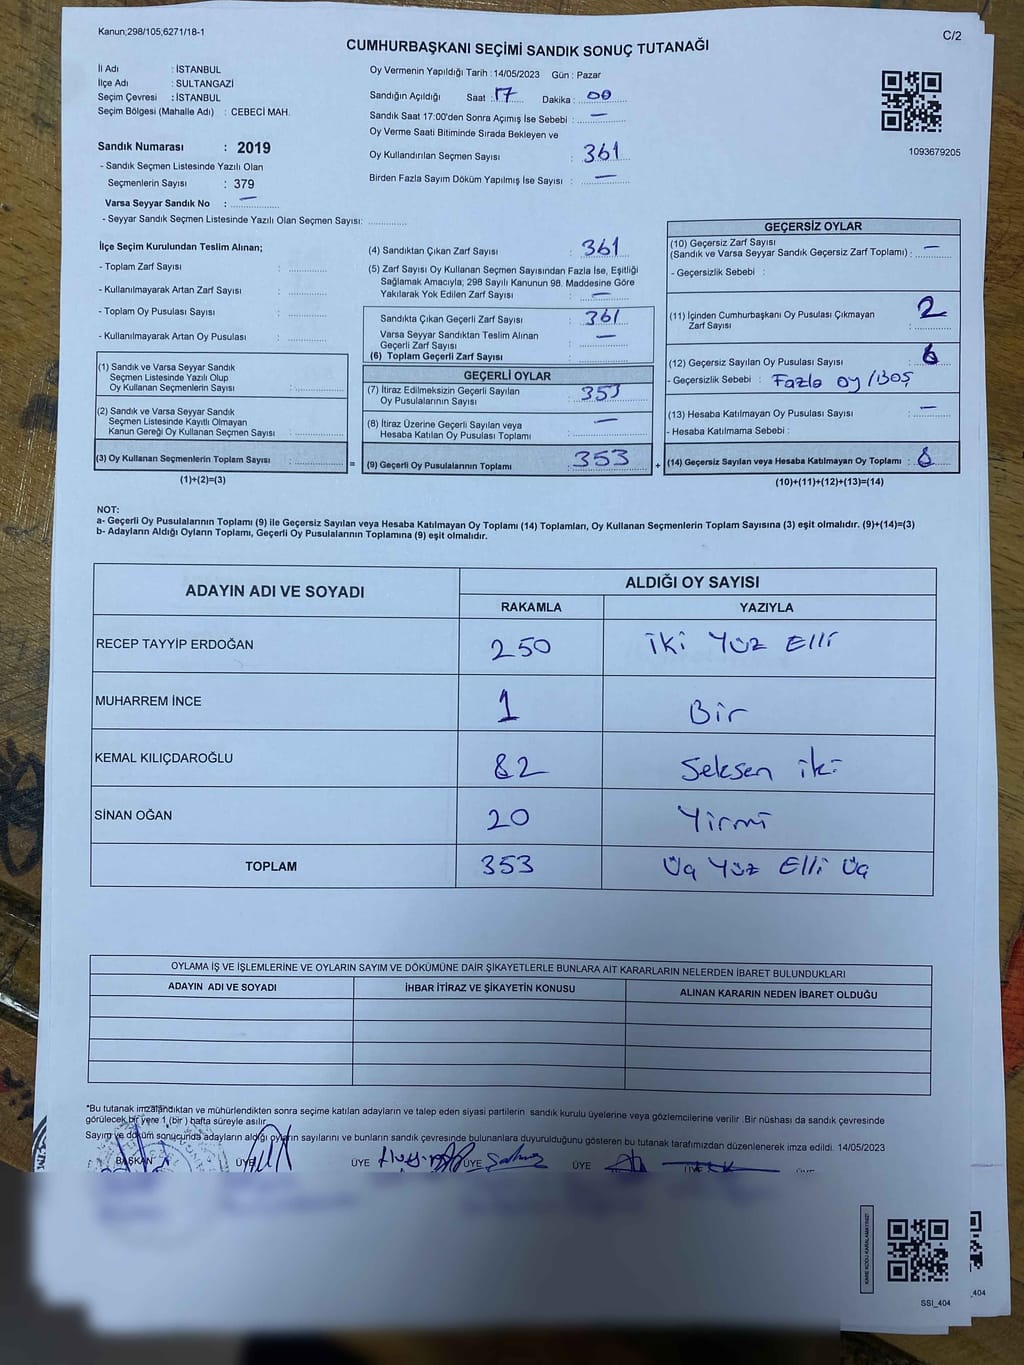 Kanun;298/105;6271/18-1
C/2
CUMHURBAŞKANI SEÇİMİ SANDIK SONUÇ TUTANAĞI
İl Adı : İSTANBUL
İlçe Adı : SULTANGAZİ
Seçim Çevresi : İSTANBUL
Seçim Bölgesi (Mahalle Adı) : CEBECİ MAH.
Sandık Numarası : 2019
- Sandık Seçmen Listesinde Yazılı Olan
Seçmenlerin Sayısı : 379
Varsa Seyyar Sandık No : —
- Seyyar Sandık Seçmen Listesinde Yazılı Olan Seçmen Sayısı:
Oy Vermenin Yapıldığı Tarih : 14/05/2023 Gün : Pazar
Sandığın Açıldığı Saat : 17 Dakika : 00
Sandık Saat 17:00'den Sonra Açımış İse Sebebi : —
Oy Verme Saati Bitiminde Sırada Bekleyen ve
Oy Kullandırılan Seçmen Sayısı : 361
Birden Fazla Sayım Döküm Yapılmış İse Sayısı : —
1093679205
İlçe Seçim Kurulundan Teslim Alınan;
- Toplam Zarf Sayısı :
- Kullanılmayarak Artan Zarf Sayısı :
- Toplam Oy Pusulası Sayısı :
- Kullanılmayarak Artan Oy Pusulası :
(1) Sandık ve Varsa Seyyar Sandık
Seçmen Listesinde Yazılı Olup
Oy Kullanan Seçmenlerin Sayısı :
(2) Sandık ve Varsa Seyyar Sandık
Seçmen Listesinde Kayıtlı Olmayan
Kanun Gereği Oy Kullanan Seçmen Sayısı :
(3) Oy Kullanan Seçmenlerin Toplam Sayısı :
(1)+(2)=(3)
(4) Sandıktan Çıkan Zarf Sayısı : 361
(5) Zarf Sayısı Oy Kullanan Seçmen Sayısından Fazla İse, Eşitliği
Sağlamak Amacıyla; 298 Sayılı Kanunun 98. Maddesine Göre
Yakılarak Yok Edilen Zarf Sayısı : —
Sandıkta Çıkan Geçerli Zarf Sayısı : 361
Varsa Seyyar Sandıktan Teslim Alınan
Geçerli Zarf Sayısı : —
(6) Toplam Geçerli Zarf Sayısı :
GEÇERLİ OYLAR
(7) İtiraz Edilmeksizin Geçerli Sayılan
Oy Pusulalarının Sayısı : 353
(8) İtiraz Üzerine Geçerli Sayılan veya
Hesaba Katılan Oy Pusulası Toplamı : —
= (9) Geçerli Oy Pusulalarının Toplamı : 353
GEÇERSİZ OYLAR
(10) Geçersiz Zarf Sayısı
(Sandık ve Varsa Seyyar Sandık Geçersiz Zarf Toplamı) : —
- Geçersizlik Sebebi :
(11) İçinden Cumhurbaşkanı Oy Pusulası Çıkmayan
Zarf Sayısı : 2
(12) Geçersiz Sayılan Oy Pusulası Sayısı : 6
- Geçersizlik Sebebi : Fazla oy /Boş
(13) Hesaba Katılmayan Oy Pusulası Sayısı : —
- Hesaba Katılmama Sebebi :
+ (14) Geçersiz Sayılan veya Hesaba Katılmayan Oy Toplamı : 8
(10)+(11)+(12)+(13)=(14)
NOT:
a- Geçerli Oy Pusulalarının Toplamı (9) ile Geçersiz Sayılan veya Hesaba Katılmayan Oy Toplamı (14) Toplamları, Oy Kullanan Seçmenlerin Toplam Sayısına (3) eşit olmalıdır. (9)+(14)=(3)
b- Adayların Aldığı Oyların Toplamı, Geçerli Oy Pusulalarının Toplamına (9) eşit olmalıdır.
ADAYIN ADI VE SOYADI
ALDIĞI OY SAYISI
RAKAMLA YAZIYLA
RECEP TAYYİP ERDOĞAN 250 iki Yüz Elli
MUHARREM İNCE 1 Bir
KEMAL KILIÇDAROĞLU 82 Seksen iki
SİNAN OĞAN 20 Yirmi
TOPLAM 353 Üç Yüz Elli Üç
OYLAMA İŞ VE İŞLEMLERİNE VE OYLARIN SAYIM VE DÖKÜMÜNE DAİR ŞİKAYETLERLE BUNLARA AİT KARARLARIN NELERDEN İBARET BULUNDUKLARI
ADAYIN ADI VE SOYADI İHBAR İTİRAZ VE ŞİKAYETİN KONUSU ALINAN KARARIN NEDEN İBARET OLDUĞU
*Bu tutanak imzalandıktan ve mühürlendikten sonra seçime katılan adayların ve talep eden siyasi partilerin sandık kurulu üyelerine veya gözlemcilerine verilir .Bir nüshası da sandık çevresinde
görülecek bir yere 1 (bir ) hafta süreyle asılır.
Sayım ve döküm sonucunda adayların aldığı oyların sayılarını ve bunların sandık çevresinde bulunanlara duyurulduğunu gösteren bu tutanak tarafımızdan düzenlenerek imza edildi. 14/05/2023
BAŞKAN ÜYE ÜYE ÜYE ÜYE ÜYE
KARE KODU KARALAMAYINIZ!
SSI_404
_404